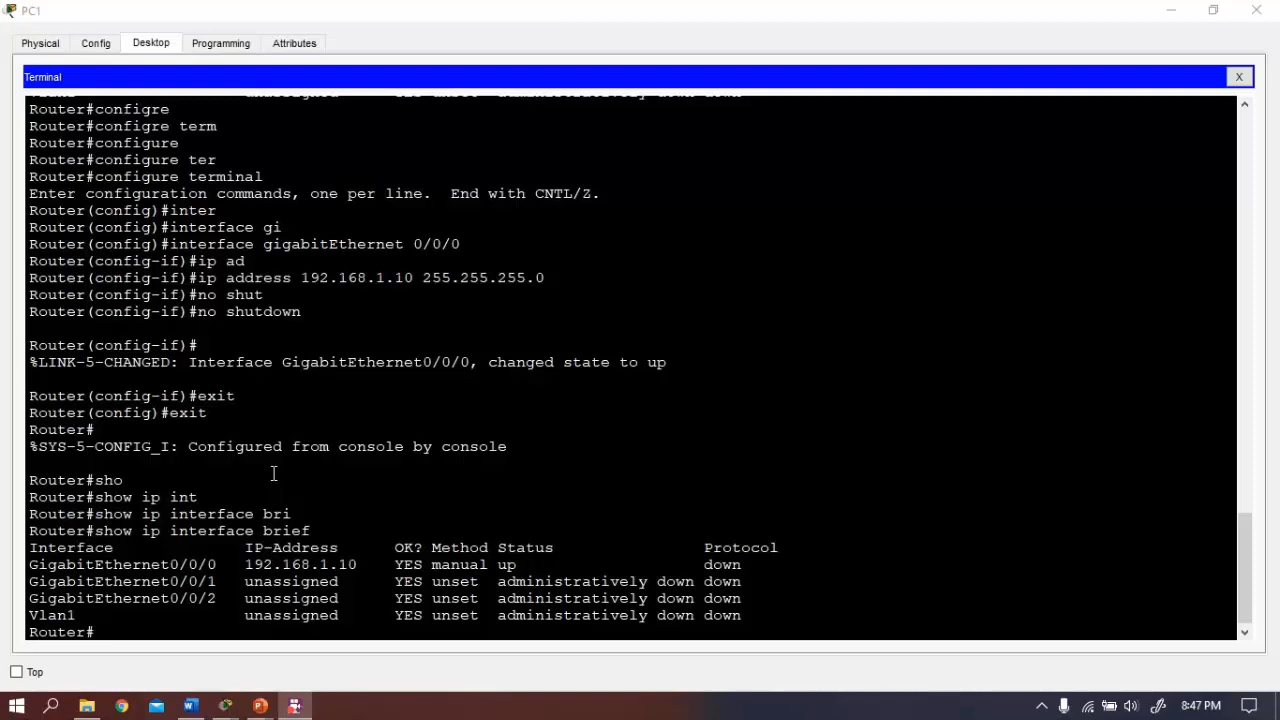 PC1
Physical Config Desktop Programming Attributes
Terminal
X
Router#configre
Router#configre term
Router#configure
Router#configure ter
Router#configure terminal
Enter configuration commands, one per line. End with CNTL/Z.
Router(config)#inter
Router(config)#interface gi
Router(config)#interface gigabitEthernet 0/0/0
Router(config-if)#ip ad
Router(config-if)#ip address 192.168.1.10 255.255.255.0
Router(config-if)#no shut
Router(config-if)#no shutdown
Router(config-if)#
%LINK-5-CHANGED: Interface GigabitEthernet0/0/0, changed state to up
Router(config-if)#exit
Router(config)#exit
Router#
%SYS-5-CONFIG_I: Configured from console by console
Router#sho
Router#show ip int
Router#show ip interface bri
Router#show ip interface brief
Interface IP-Address OK? Method Status Protocol
GigabitEthernet0/0/0 192.168.1.10 YES manual up down
GigabitEthernet0/0/1 unassigned YES unset administratively down down
GigabitEthernet0/0/2 unassigned YES unset administratively down down
Vlan1 unassigned YES unset administratively down down
Router#
Top
8:47 PM